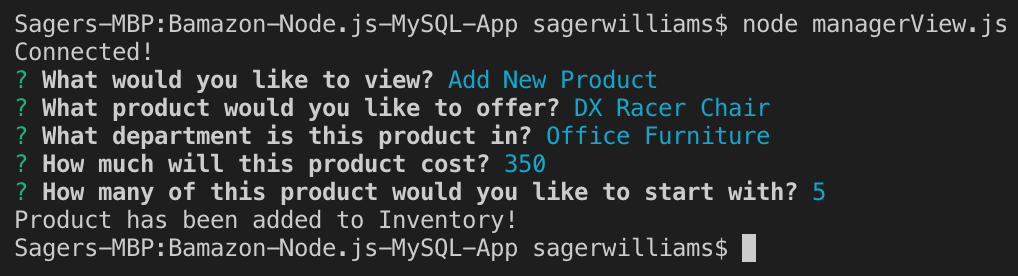 Sagers-MBP:Bamazon-Node.js-MySQL-App sagerwilliams$ node managerView.js
Connected!
? What would you like to view? Add New Product
? What product would you like to offer? DX Racer Chair
? What department is this product in? Office Furniture
? How much will this product cost? 350
? How many of this product would you like to start with? 5
Product has been added to Inventory!
Sagers-MBP:Bamazon-Node.js-MySQL-App sagerwilliams$